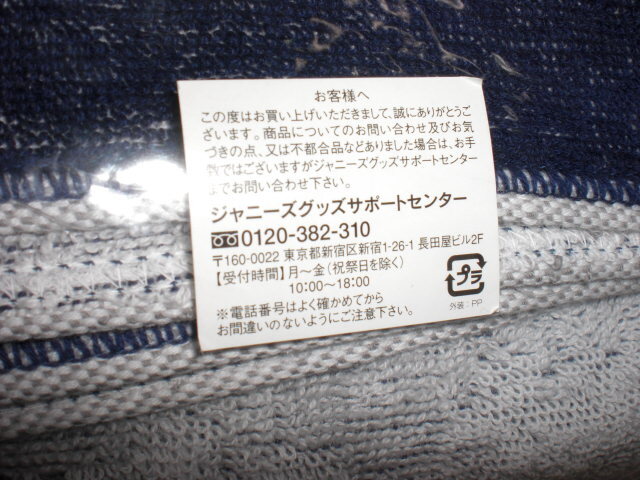 お客様へ
この度はお買い上げいただきまして、誠にありがとう
ございます。商品についてのお問い合わせ及びお気
づきの点、又は不都合品などありました場合は、お手
数ではございますがジャニーズグッズサポートセンター
までお問い合わせ下さい。
ジャニーズグッズサポートセンター
0120-382-310
〒160-0022 東京都新宿区新宿1-26-1 長田屋ビル2F
【受付時間】月～金(祝祭日を除く)
10:00～18:00
※電話番号はよく確かめてから
お間違いのないようにご注意下さい。
プラ
外装:PP